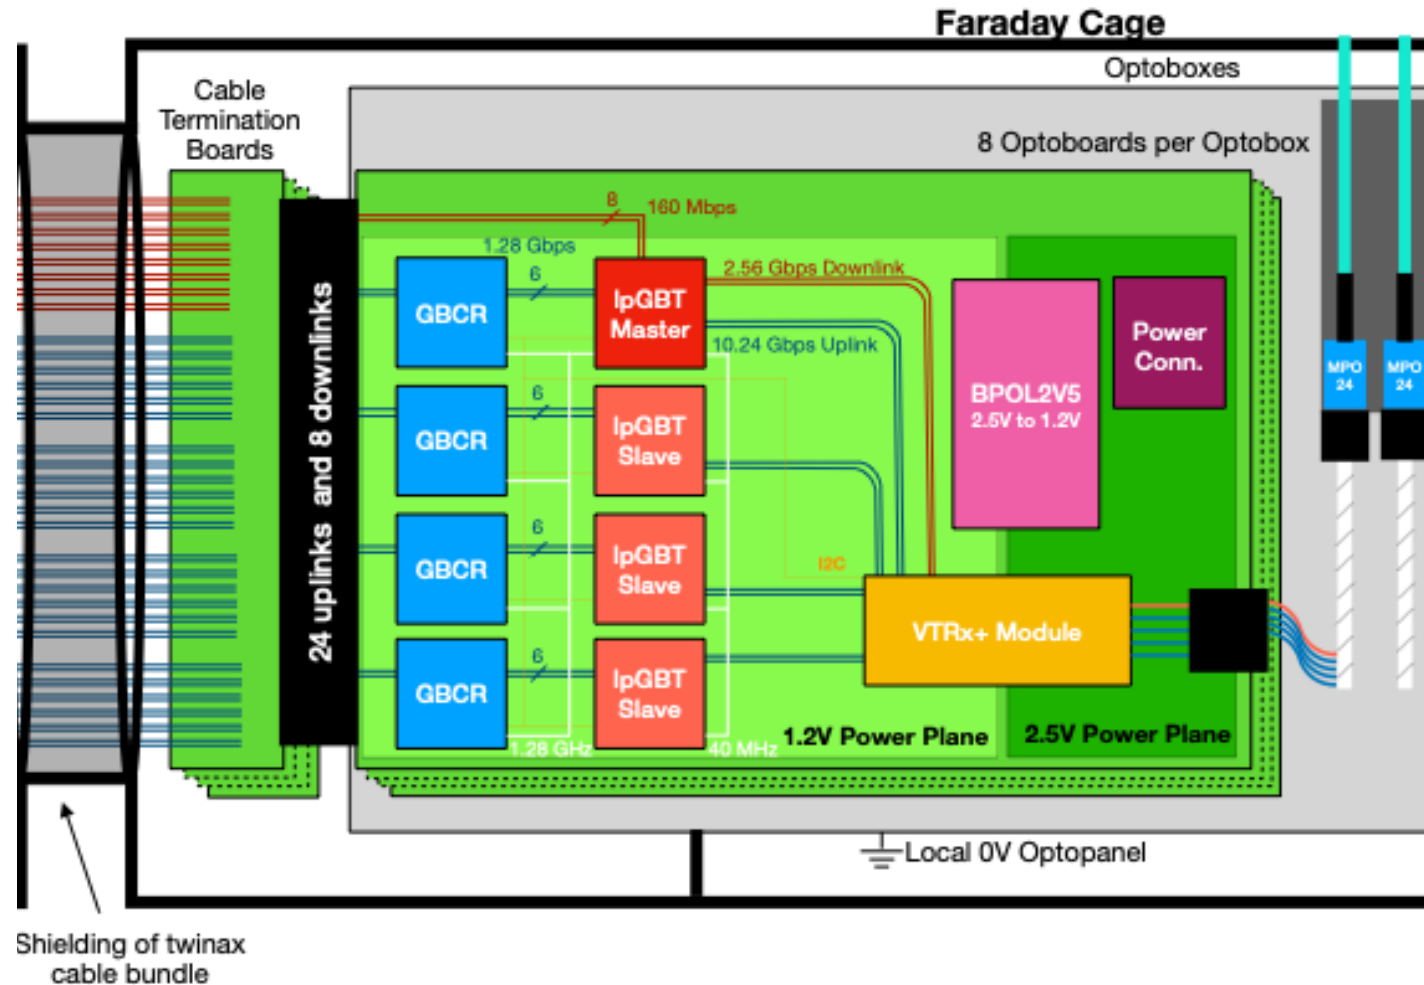 Faraday Cage
Optoboxes
Cable
Termination
Boards
8 Optoboards per Optobox
8
160 Mbps
1.28 Gbps
6
GBCR
lpGBT
Master
2.56 Gbps Downlink
10.24 Gbps Uplink
BPOL2V5
2.5V to 1.2V
Power
Conn.
MPO
24
MPO
24
24 uplinks and 8 downlinks
6
GBCR
lpGBT
Slave
6
GBCR
lpGBT
Slave
I2C
VTRx+ Module
6
GBCR
lpGBT
Slave
1.28 GHz
40 MHz
1.2V Power Plane
2.5V Power Plane
Local 0V Optopanel
Shielding of twinax
cable bundle